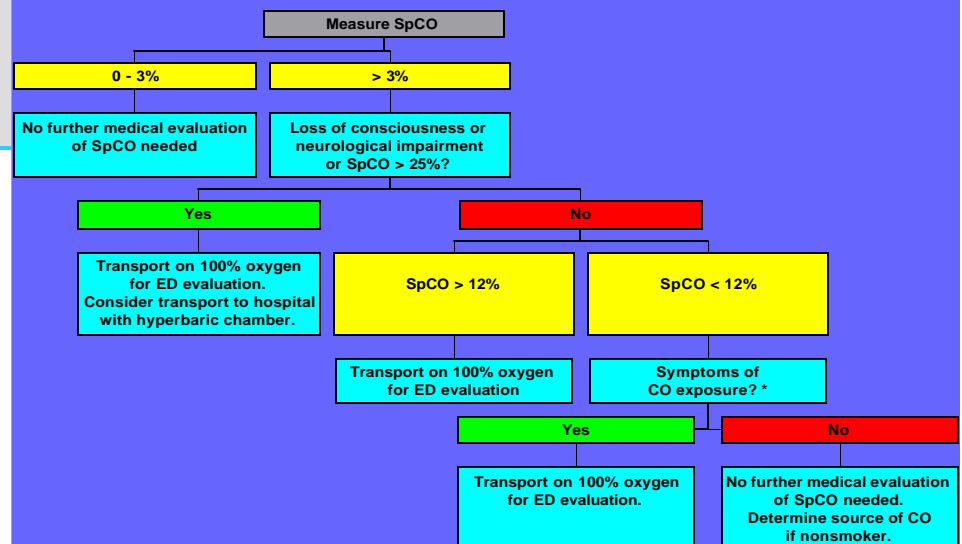 Measure SpCO
0 - 3%
> 3%
No further medical evaluation
of SpCO needed
Loss of consciousness or
neurological impairment
or SpCO > 25%?
Yes
No
Transport on 100% oxygen
for ED evaluation.
Consider transport to hospital
with hyperbaric chamber.
SpCO > 12%
SpCO < 12%
Transport on 100% oxygen
for ED evaluation
Symptoms of
CO exposure? *
Yes
No
Transport on 100% oxygen
for ED evaluation.
No further medical evaluation
of SpCO needed.
Determine source of CO
if nonsmoker.